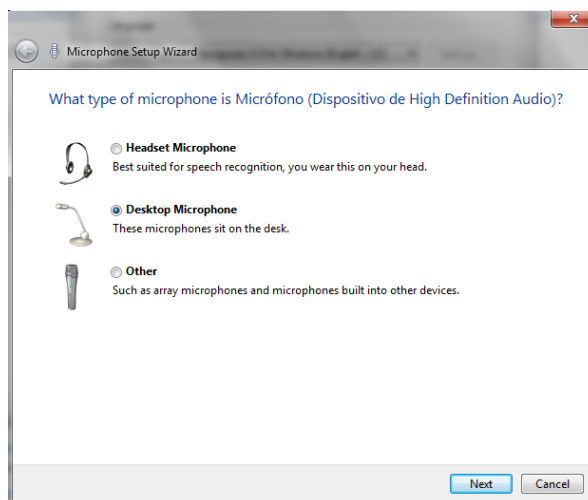 Language
Microphone Setup Wizard
What type of microphone is Micrófono (Dispositivo de High Definition Audio)?
Headset Microphone
Best suited for speech recognition, you wear this on your head.
Desktop Microphone
These microphones sit on the desk.
Other
Such as array microphones and microphones built into other devices.
Next
Cancel